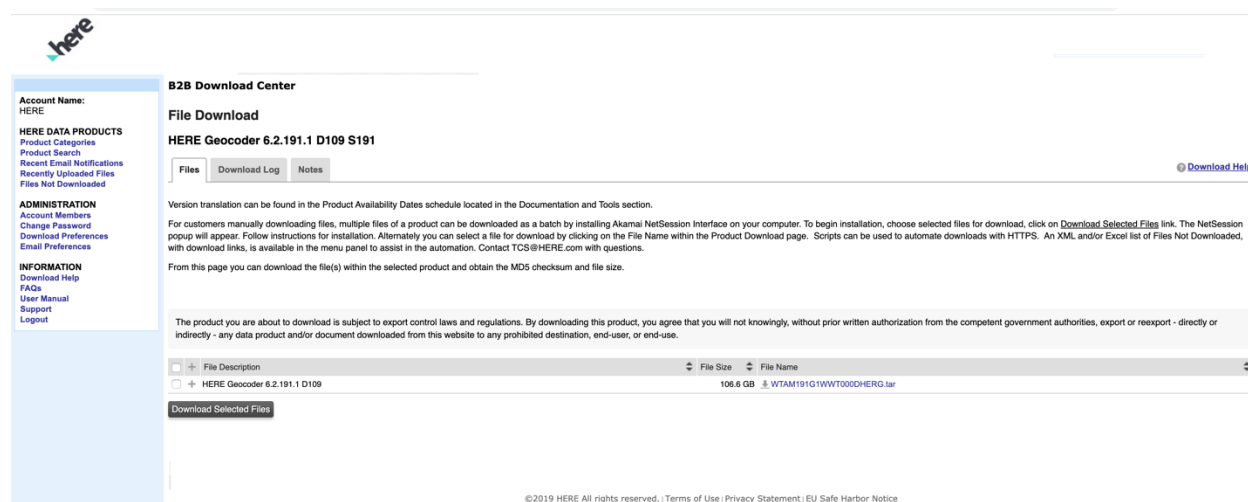 here
B2B Download Center
Account Name:
HERE
HERE DATA PRODUCTS
Product Categories
Product Search
Recent Email Notifications
Recently Uploaded Files
Files Not Downloaded
ADMINISTRATION
Account Members
Change Password
Download Preferences
Email Preferences
INFORMATION
Download Help
FAQs
User Manual
Support
Logout
File Download
HERE Geocoder 6.2.191.1 D109 S191
Files Download Log Notes
Download Help
Version translation can be found in the Product Availability Dates schedule located in the Documentation and Tools section.
For customers manually downloading files, multiple files of a product can be downloaded as a batch by installing Akamai NetSession Interface on your computer. To begin installation, choose selected files for download, click on Download Selected Files link. The NetSession
popup will appear. Follow instructions for installation. Alternately you can select a file for download by clicking on the File Name within the Product Download page. Scripts can be used to automate downloads with HTTPS. An XML and/or Excel list of Files Not Downloaded,
with download links, is available in the menu panel to assist in the automation. Contact TCS@HERE.com with questions.
From this page you can download the file(s) within the selected product and obtain the MD5 checksum and file size.
The product you are about to download is subject to export control laws and regulations. By downloading this product, you agree that you will not knowingly, without prior written authorization from the competent government authorities, export or reexport - directly or
indirectly - any data product and/or document downloaded from this website to any prohibited destination, end-user, or end-use.
File Description File Size File Name
HERE Geocoder 6.2.191.1 D109 106.6 GB WTAM191G1WWT000DHERG.tar
Download Selected Files
©2019 HERE All rights reserved. | Terms of Use | Privacy Statement | EU Safe Harbor Notice